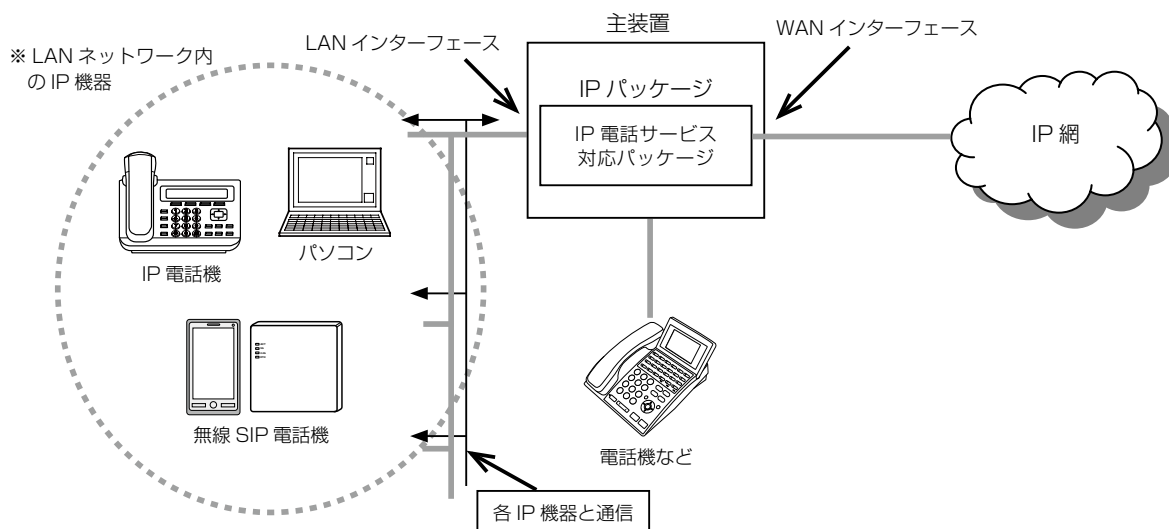 主装置
LAN インターフェース
WAN インターフェース
※ LAN ネットワーク内
の IP 機器
IP パッケージ
IP 電話サービス
対応パッケージ
IP 網
IP 電話機
パソコン
無線 SIP 電話機
電話機など
各 IP 機器と通信